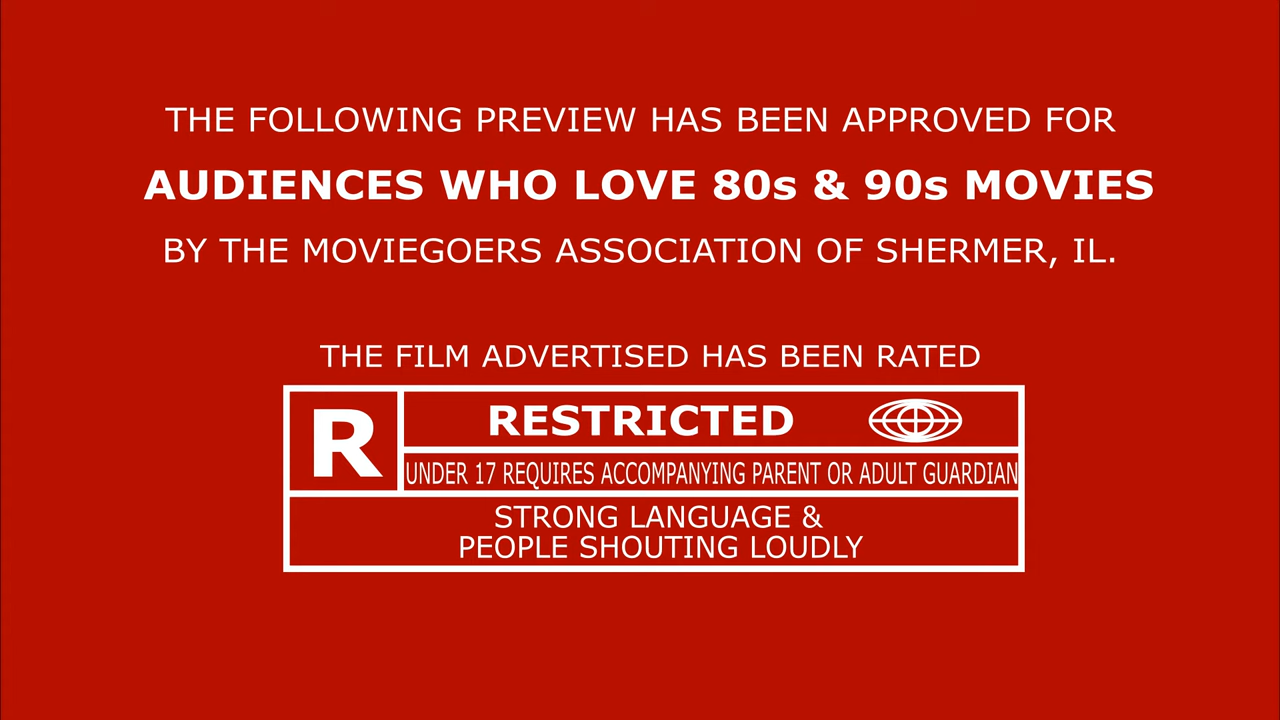 THE FOLLOWING PREVIEW HAS BEEN APPROVED FOR
AUDIENCES WHO LOVE 80s & 90s MOVIES
BY THE MOVIEGOERS ASSOCIATION OF SHERMER, IL.
THE FILM ADVERTISED HAS BEEN RATED
R RESTRICTED
UNDER 17 REQUIRES ACCOMPANYING PARENT OR ADULT GUARDIAN
STRONG LANGUAGE &
PEOPLE SHOUTING LOUDLY